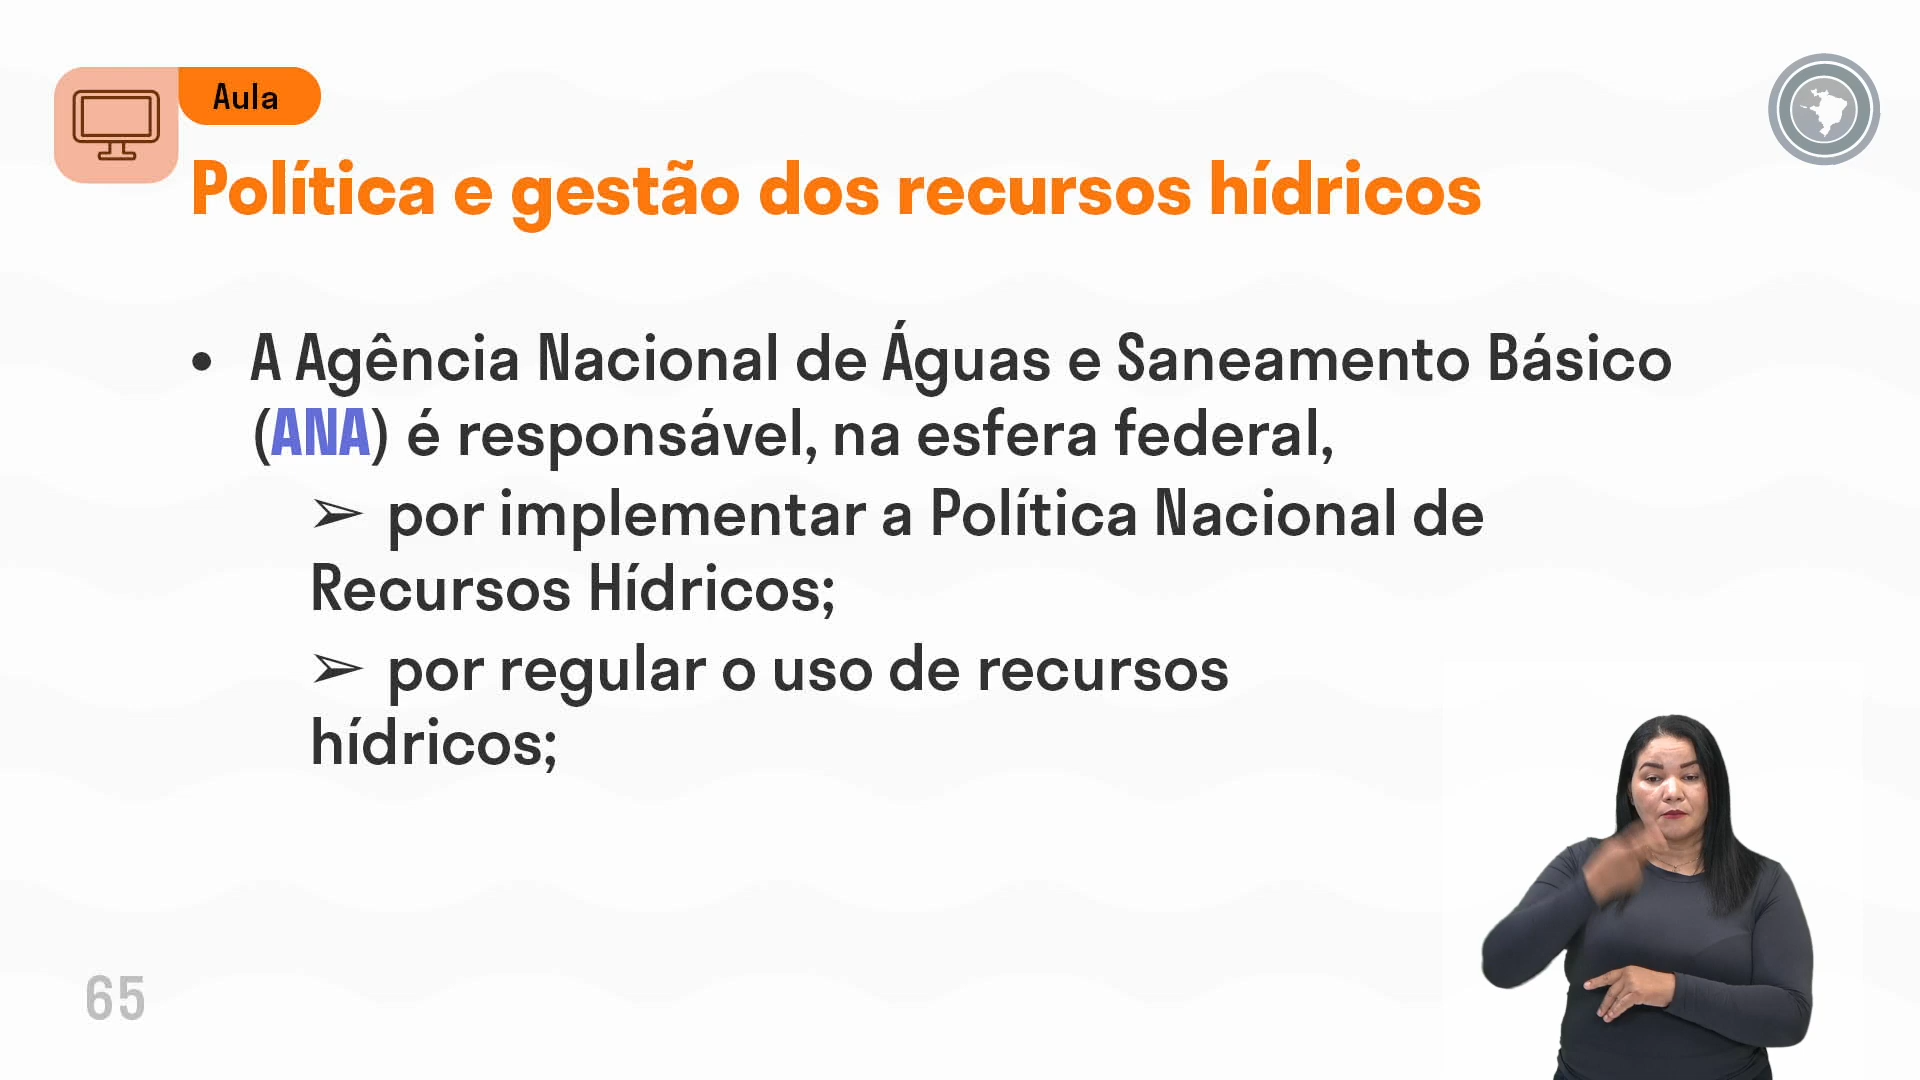 Aula
Política e gestão dos recursos hídricos
• A Agência Nacional de Águas e Saneamento Básico
(ANA) é responsável, na esfera federal,
➢ por implementar a Política Nacional de
Recursos Hídricos;
➢ por regular o uso de recursos
hídricos;
65